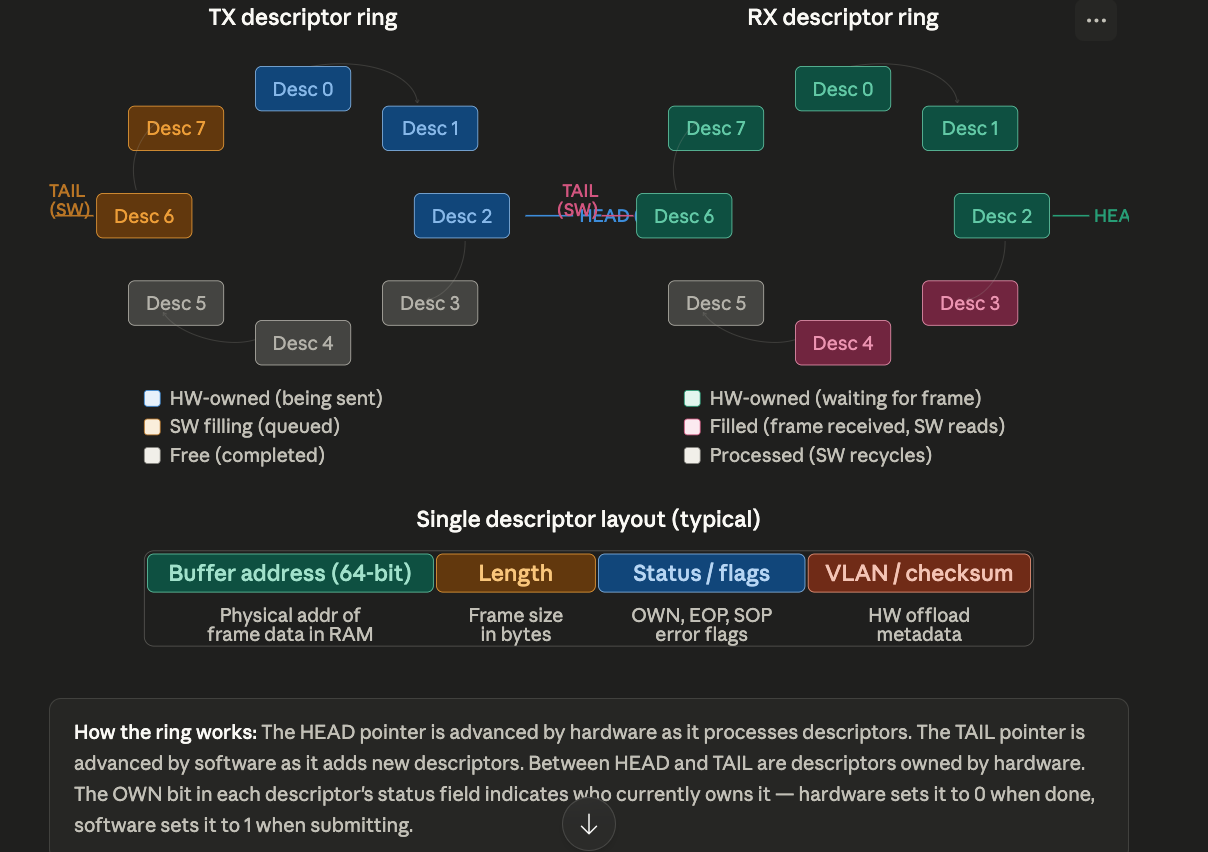 TX descriptor ring
RX descriptor ring
Desc 0
Desc 1
Desc 7
TAIL
(SW)
Desc 6
Desc 2
HEAD
Desc 5
Desc 3
Desc 4
Desc 0
Desc 7
Desc 1
TAIL
(SW)
Desc 6
Desc 2
HEA
Desc 5
Desc 3
Desc 4
HW-owned (being sent)
SW filling (queued)
Free (completed)
HW-owned (waiting for frame)
Filled (frame received, SW reads)
Processed (SW recycles)
Single descriptor layout (typical)
Buffer address (64-bit)
Length
Status / flags
VLAN / checksum
Physical addr of
frame data in RAM
Frame size
in bytes
OWN, EOP, SOP
error flags
HW offload
metadata
How the ring works: The HEAD pointer is advanced by hardware as it processes descriptors. The TAIL pointer is
advanced by software as it adds new descriptors. Between HEAD and TAIL are descriptors owned by hardware.
The OWN bit in each descriptor's status field indicates who currently owns it — hardware sets it to 0 when done,
software sets it to 1 when submitting.